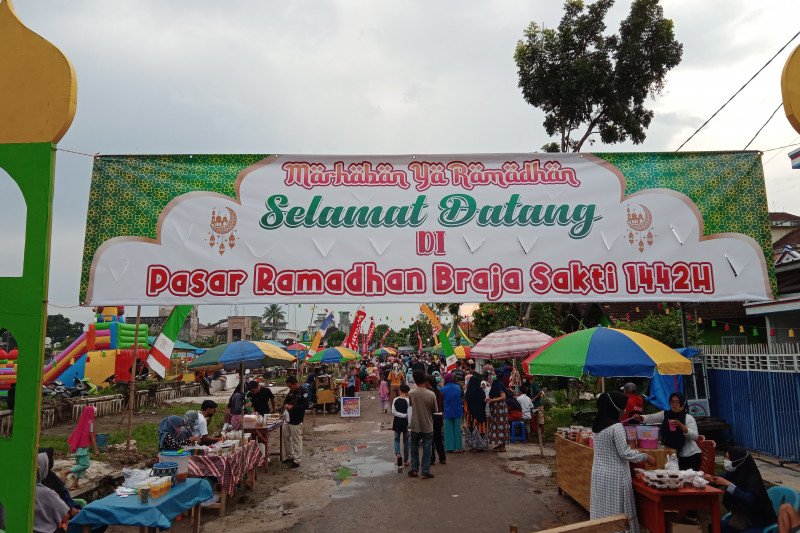 Marhaban Ya Ramadhan
Selamat Datang
DI
Pasar Ramadhan Braja Sakti 1442H